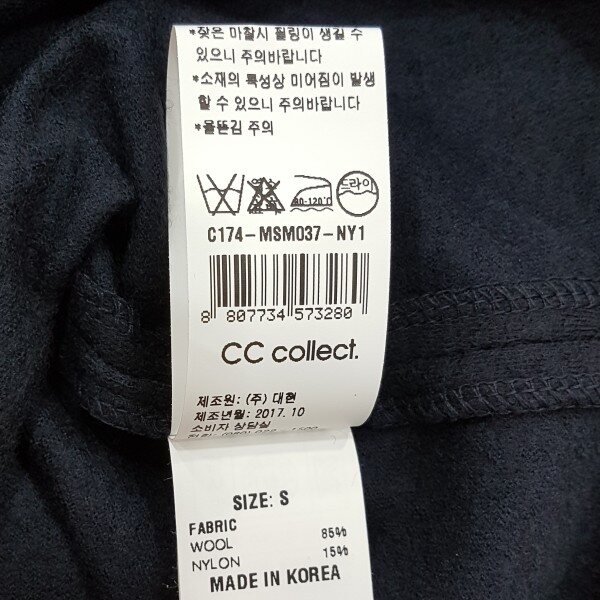 *잦은 마찰시 필링이 생길 수
있으니 주의바랍니다
*소재의 특성상 미어짐이 발생
할 수 있으니 주의바랍니다
*올뜯김 주의
80-120℃ 드라이
C174-MSM037-NY1
8 807734 573280
CC collect.
제조원: (주) 대현
제조년월: 2017.10
소비자 상담실
SIZE: S
FABRIC
WOOL 85%
NYLON 15%
MADE IN KOREA